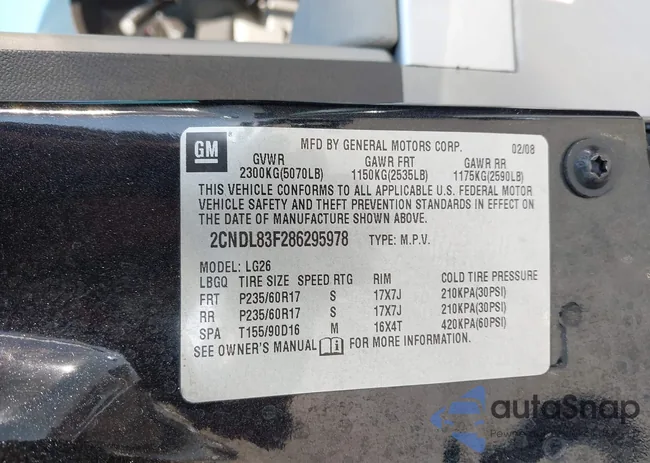 GM
MFD BY GENERAL MOTORS CORP. 02/08
GVWR GAWR FRT GAWR RR
2300KG(5070LB) 1150KG(2535LB) 1175KG(2590LB)
THIS VEHICLE CONFORMS TO ALL APPLICABLE U.S. FEDERAL MOTOR
VEHICLE SAFETY AND THEFT PREVENTION STANDARDS IN EFFECT ON
THE DATE OF MANUFACTURE SHOWN ABOVE.
2CNDL83F286295978 TYPE: M.P.V.
MODEL: LG26
LBGQ TIRE SIZE SPEED RTG RIM COLD TIRE PRESSURE
FRT P235/60R17 S 17X7J 210KPA(30PSI)
RR P235/60R17 S 17X7J 210KPA(30PSI)
SPA T155/90D16 M 16X4T 420KPA(60PSI)
SEE OWNER'S MANUAL FOR MORE INFORMATION.
autoSnap